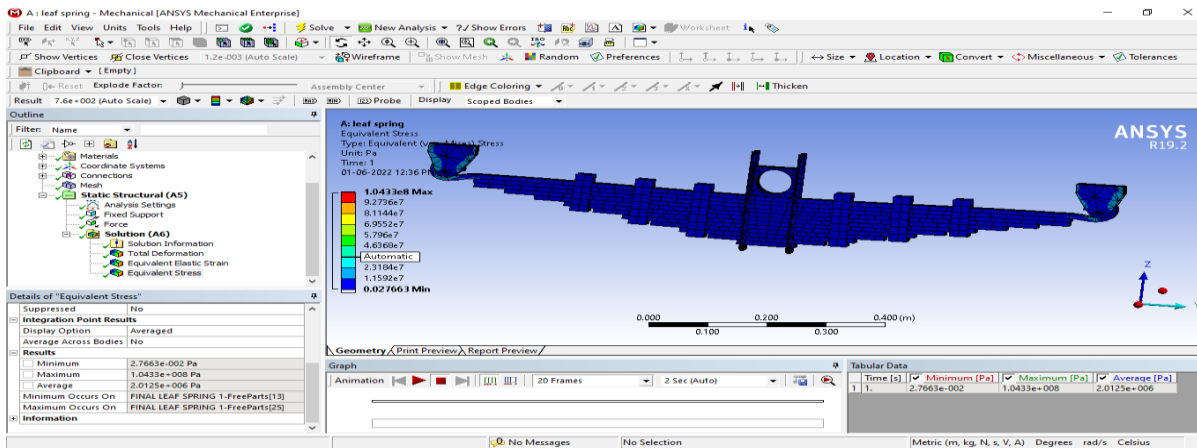 A : leaf spring - Mechanical [ANSYS Mechanical Enterprise]
File Edit View Units Tools Help Solve New Analysis ?/ Show Errors Worksheet
Show Vertices Close Vertices 1.2e-003 (Auto Scale) Wireframe Show Mesh Random Preferences Size Location Convert Miscellaneous Tolerances
Clipboard [Empty]
Reset Explode Factor: Assembly Center Edge Coloring Thicken
Result 7.6e+002 (Auto Scale) Probe Display Scoped Bodies
Outline
Filter: Name
Materials
Coordinate Systems
Connections
Mesh
Static Structural (A5)
Analysis Settings
Fixed Support
Force
Solution (A6)
Solution Information
Total Deformation
Equivalent Elastic Strain
Equivalent Stress
Details of "Equivalent Stress"
Suppressed No
Integration Point Results
Display Option Averaged
Average Across Bodies No
Results
Minimum 2.7663e-002 Pa
Maximum 1.0433e+008 Pa
Average 2.0125e+006 Pa
Minimum Occurs On FINAL LEAF SPRING 1-FreeParts[13]
Maximum Occurs On FINAL LEAF SPRING 1-FreeParts[25]
Information
A: leaf spring
Equivalent Stress
Type: Equivalent Stress
Unit: Pa
Time: 1
01-06-2022 12:36
1.0433e8 Max
9.2736e7
8.1144e7
6.9552e7
5.796e7
4.6368e7
Automatic
2.3184e7
1.1592e7
0.027663 Min
ANSYS
R19.2
Z
Y
0.000 0.200 0.400 (m)
0.100 0.300
Geometry Print Preview Report Preview
Graph
Animation 20 Frames 2 Sec (Auto)
Tabular Data
Time [s] Minimum [Pa] Maximum [Pa] Average [Pa]
1 1. 2.7663e-002 1.0433e+008 2.0125e+006
0 No Messages No Selection Metric (m, kg, N, s, V, A) Degrees rad/s Celsius